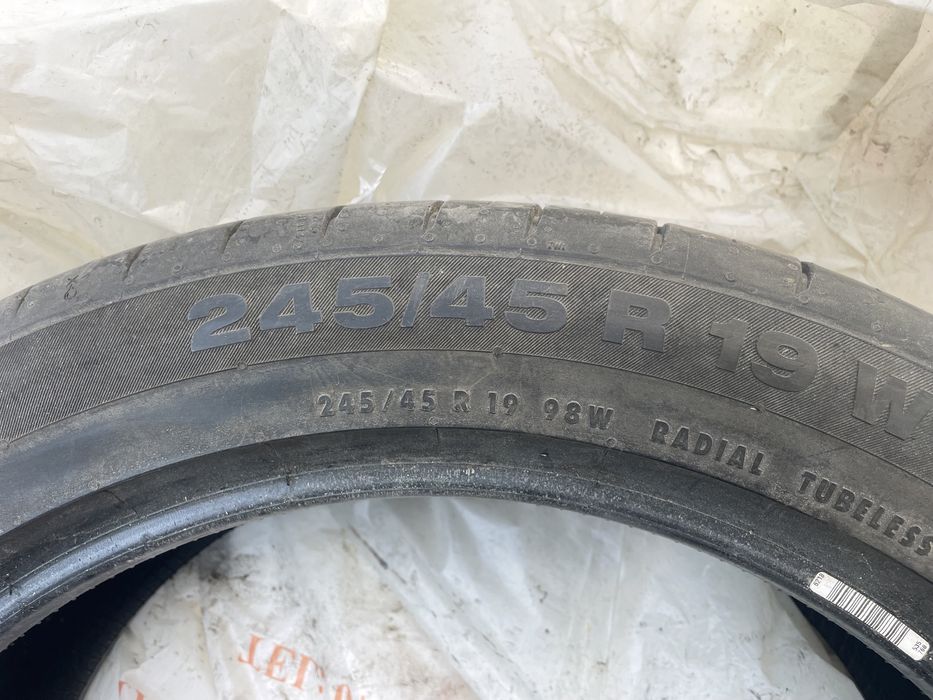 245/45 R 19 W
245/45 R 19 98W RADIAL TUBELESS